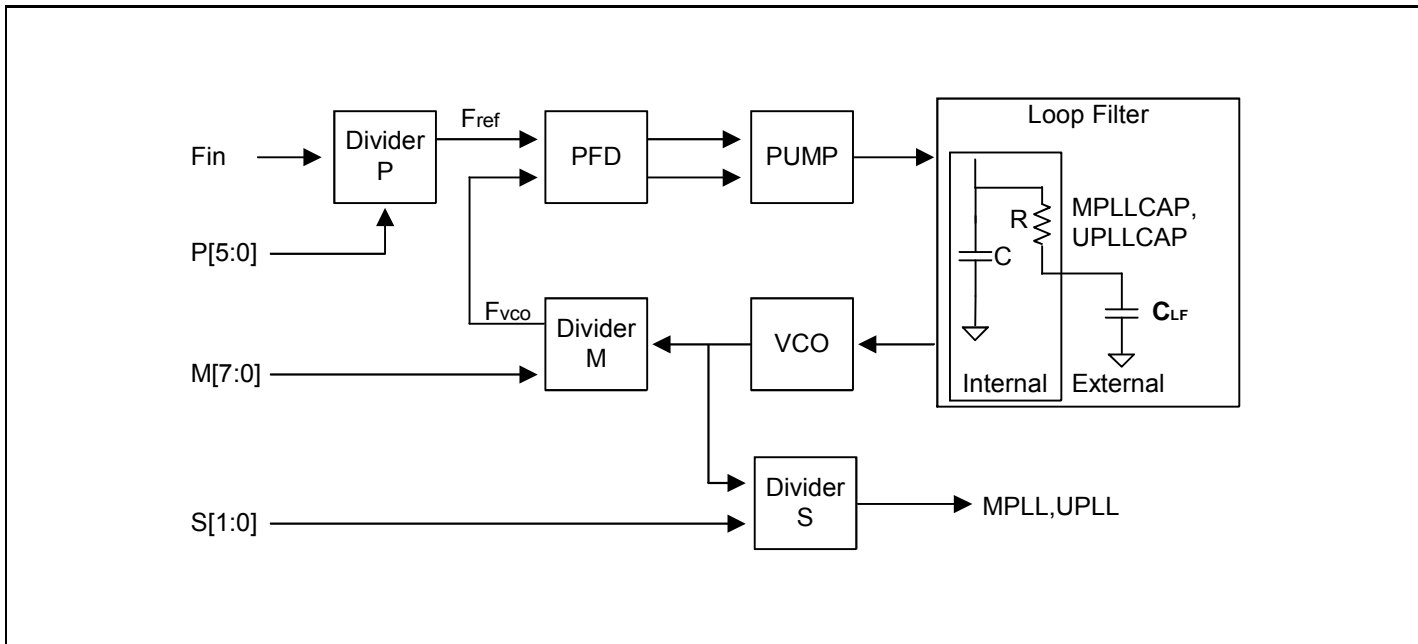 Loop Filter
Fin
Divider
P
Fref
PFD
PUMP
P[5:0]
R
C
MPLLCAP,
UPLLCAP
CLF
Internal
External
Fvco
Divider
M
VCO
M[7:0]
Divider
S
S[1:0]
MPLL,UPLL